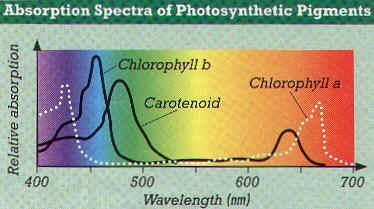 Absorption Spectra of Photosynthetic Pigments
Relative absorption
Chlorophyll b
Carotenoid
Chlorophyll a
400 500 600 700
Wavelength (nm)